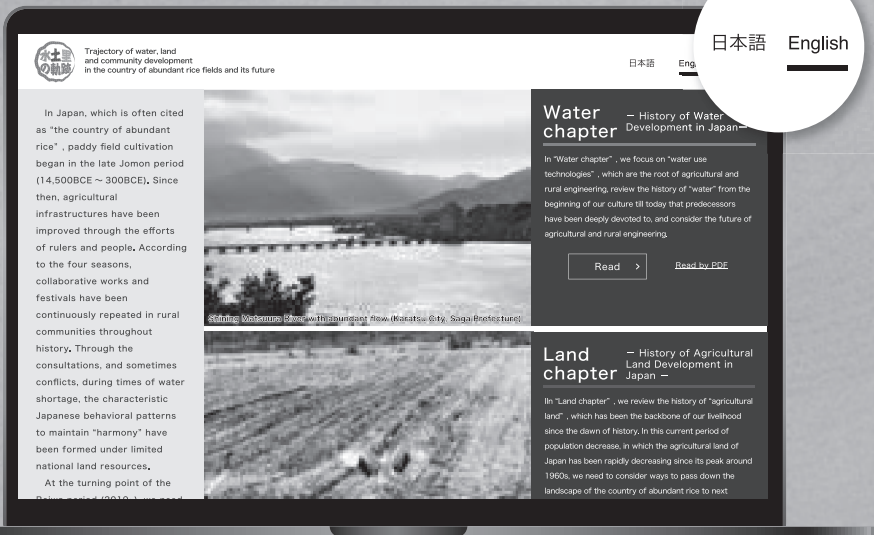 水土里
の軌跡
Trajectory of water, land
and community development
in the country of abundant rice fields and its future
日本語
Eng
日本語 English
In Japan, which is often cited
as “the country of abundant
rice” , paddy field cultivation
began in the late Jomon period
(14,500BCE ～ 300BCE). Since
then, agricultural
infrastructures have been
improved through the efforts
of rulers and people. According
to the four seasons,
collaborative works and
festivals have been
continuously repeated in rural
communities throughout
history. Through the
consultations, and sometimes
conflicts, during times of water
shortage, the characteristic
Japanese behavioral patterns
to maintain “harmony” have
been formed under limited
national land resources.
At the turning point of the
Reiwa period (2019-), we need
Shining Matsuura River with abundant flow (Karatsu City, Saga Prefecture)
Water
chapter
− History of Water
Development in Japan−
In “Water chapter” , we focus on “water use
technologies” , which are the root of agricultural and
rural engineering, review the history of “water” from the
beginning of our culture till today that predecessors
have been deeply devoted to, and consider the future of
agricultural and rural engineering.
Read > Read by PDF
Land
chapter
− History of Agricultural
Land Development in
Japan −
IIn “Land chapter” , we review the history of “agricultural
land” , which has been the backbone of our livelihood
since the dawn of history. In this current period of
population decrease, in which the agricultural land of
Japan has been rapidly decreasing since its peak around
1960s, we need to consider ways to pass down the
landscape of the country of abundant rice to next